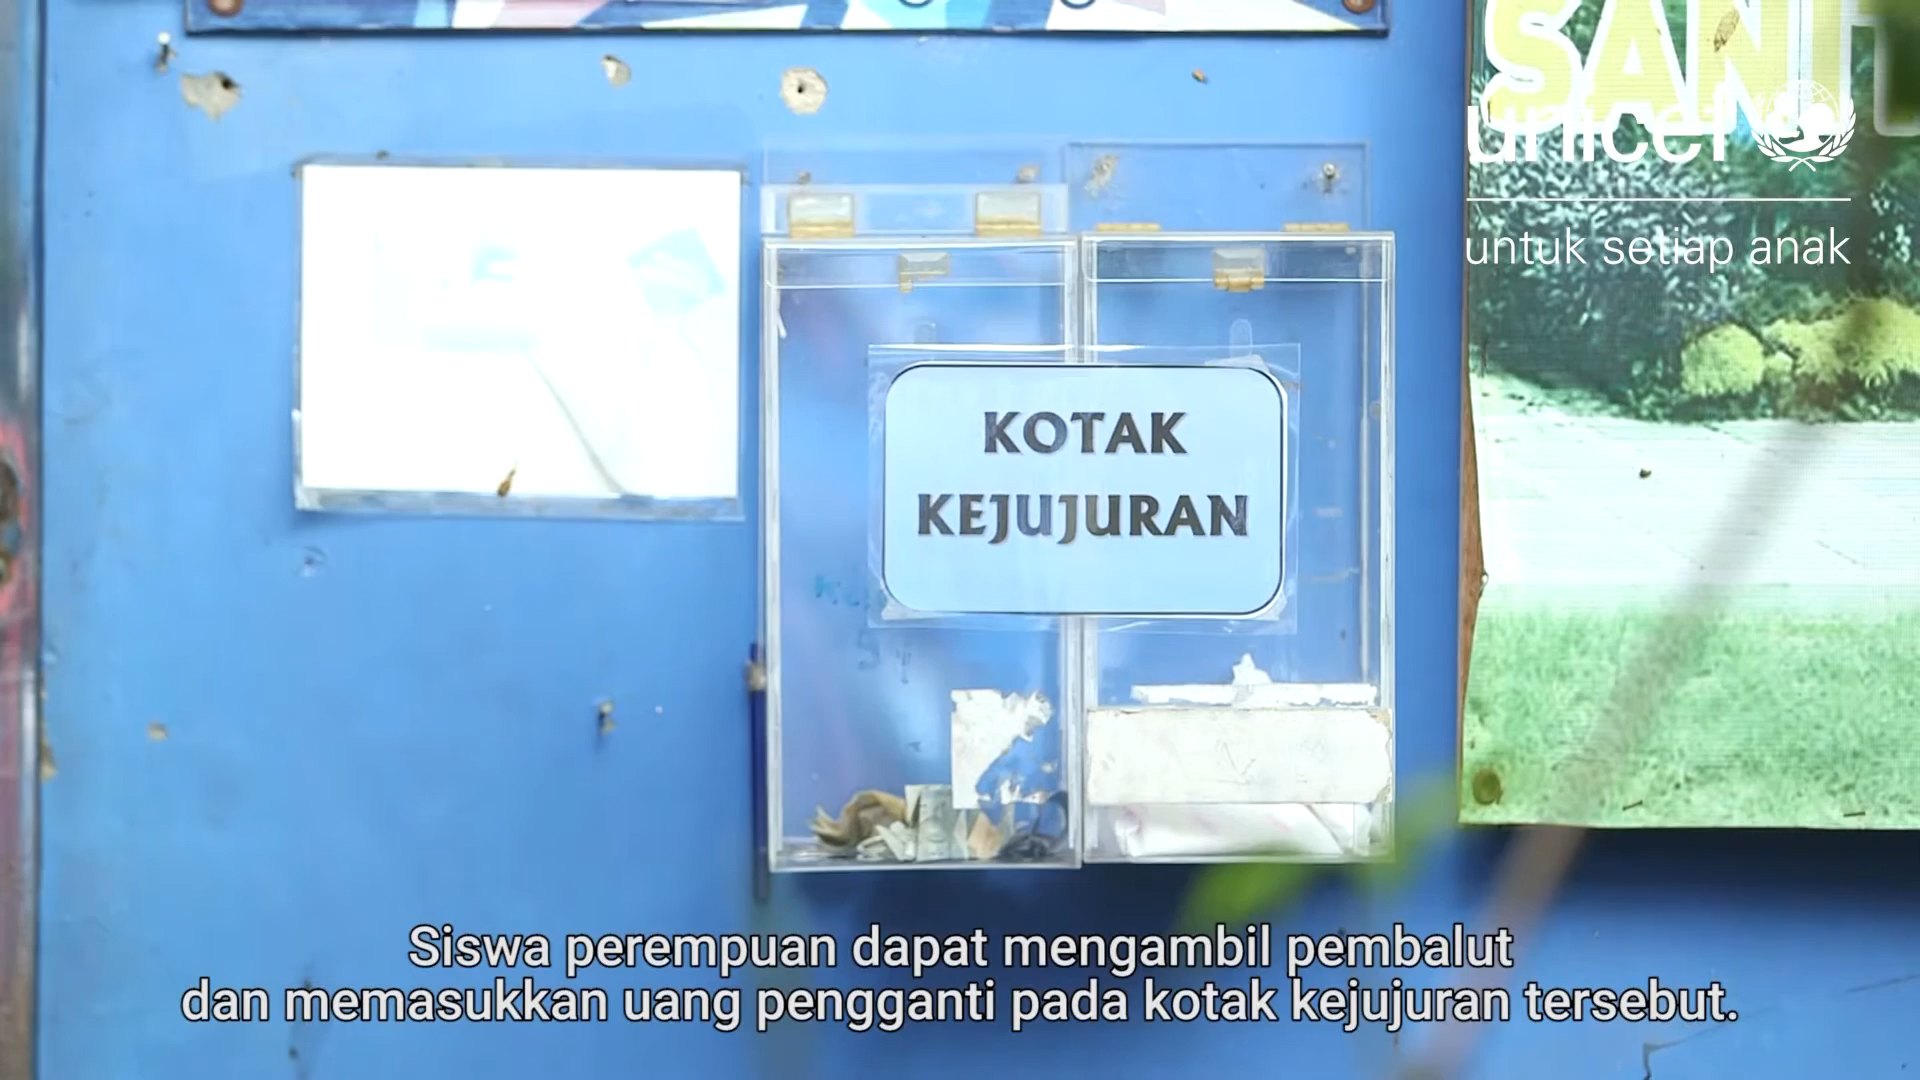 SANIT
unicef
untuk setiap anak
KOTAK
KEJUJURAN
Siswa perempuan dapat mengambil pembalut
dan memasukkan uang pengganti pada kotak kejujuran tersebut.